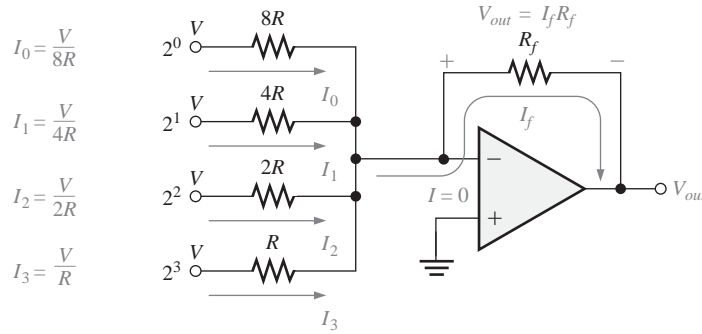 V_out = I_f R_f
I_0 = V/8R
2^0
V
8R
I_0
+
R_f
−
I_1 = V/4R
2^1
V
4R
I_1
I_f
I_2 = V/2R
2^2
V
2R
I_2
I = 0
−
+
V_out
I_3 = V/R
2^3
V
R
I_3